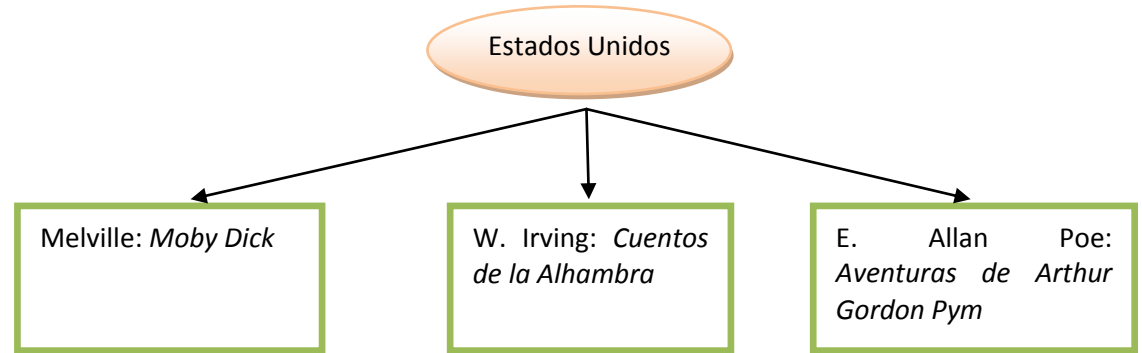 Estados Unidos
Melville: Moby Dick
W. Irving: Cuentos
de la Alhambra
E. Allan Poe:
Aventuras de Arthur
Gordon Pym